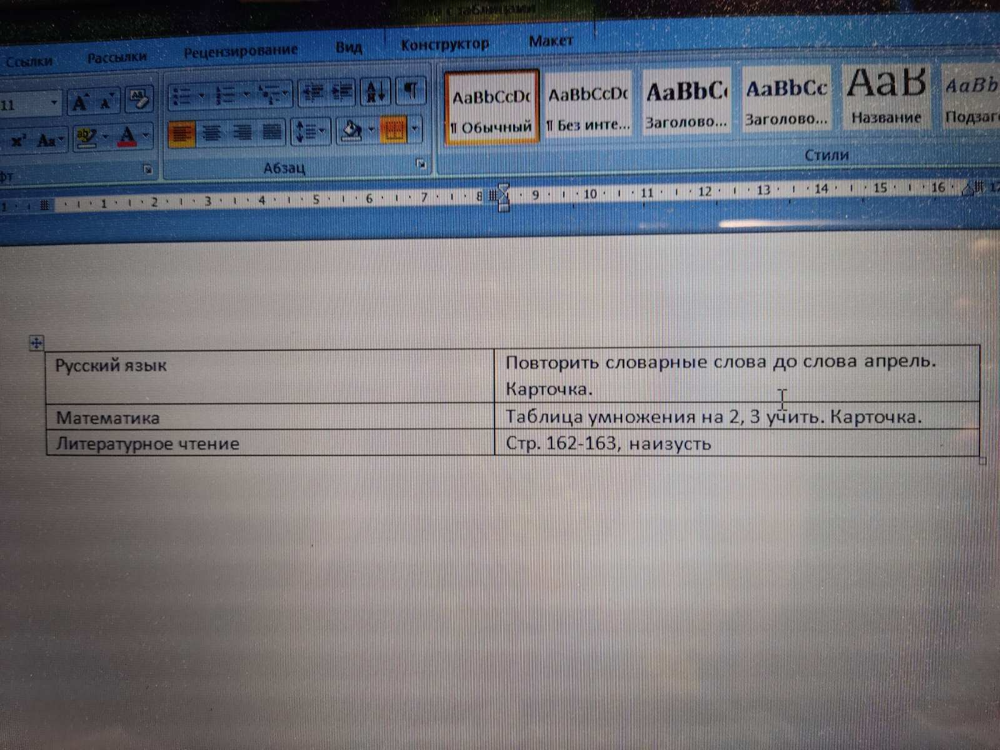 Ссылки Рассылки Рецензирование Вид Конструктор Макет
11
AaBbCcDc AaBbCcDc AaBbC AaBbCc AaB AaBb
¶ Обычный ¶ Без инте... Заголово... Заголово... Название Подзаг
Абзац Стили
1 1 2 3 4 5 6 7 8 9 10 11 12 13 14 15 16
Русский язык Повторить словарные слова до слова апрель.
Карточка.
Математика Таблица умножения на 2, 3 учить. Карточка.
Литературное чтение Стр. 162-163, наизусть